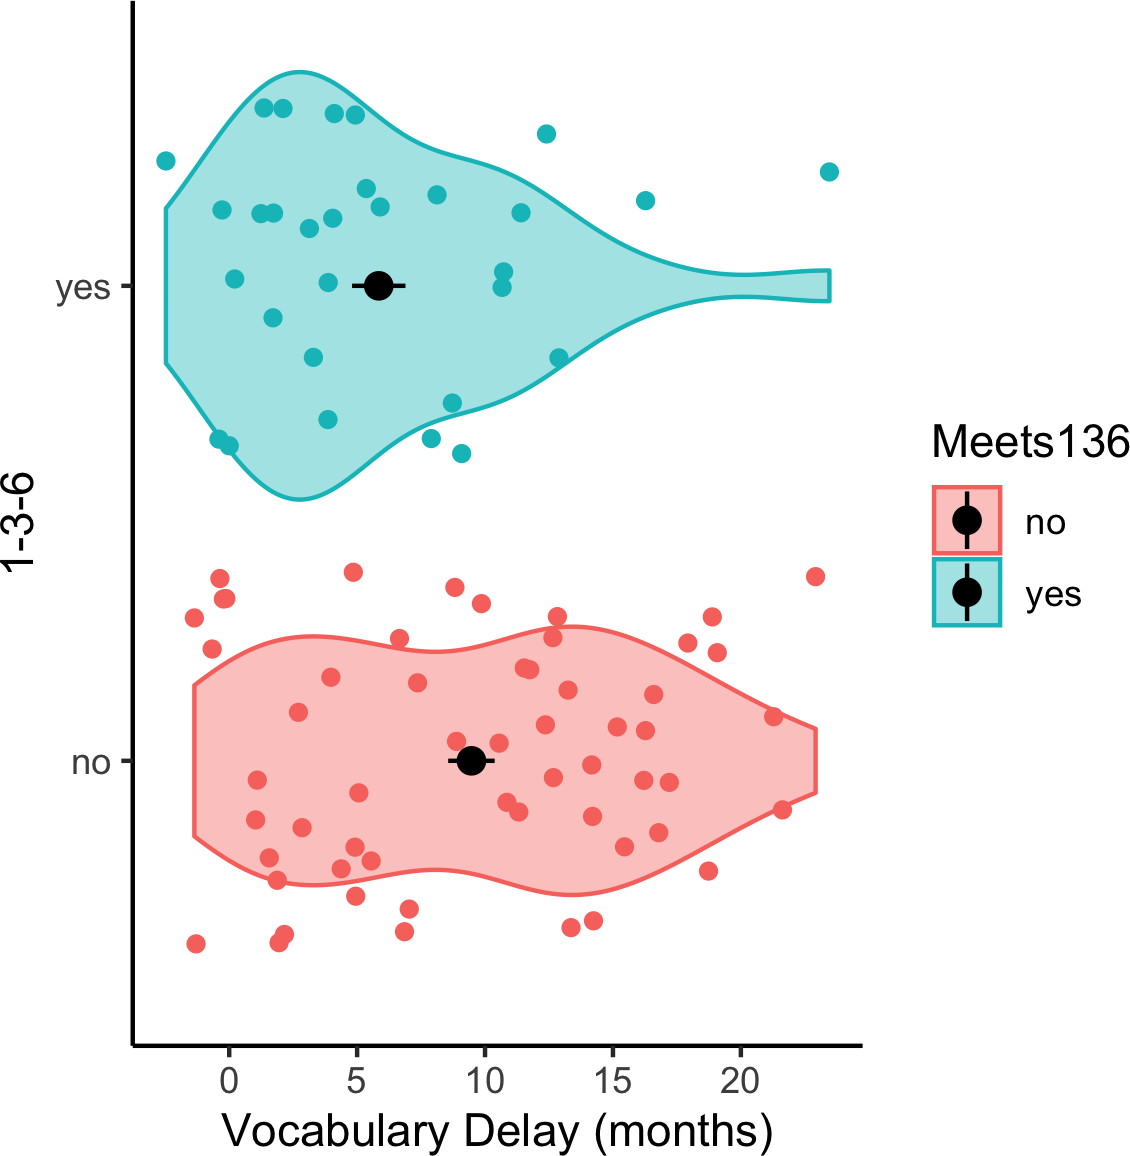 1-3-6
yes
no
0 5 10 15 20
Vocabulary Delay (months)
Meets136
no
yes